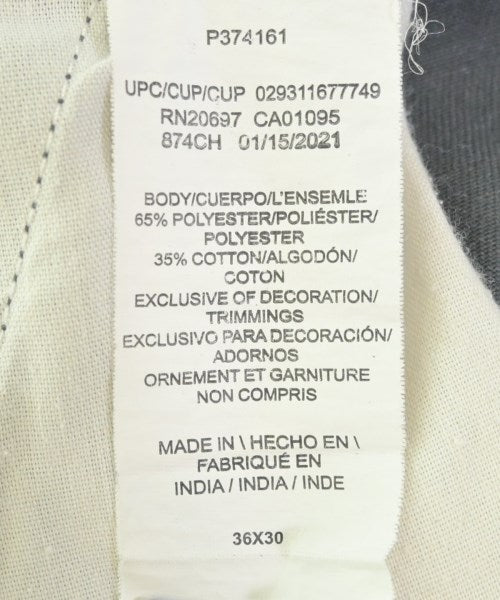 P374161
UPC/CUP/CUP 029311677749
RN20697 CA01095
874CH 01/15/2021
BODY/CUERPO/L'ENSEMLE
65% POLYESTER/POLIÉSTER/
POLYESTER
35% COTTON/ALGODÓN/
COTON
EXCLUSIVE OF DECORATION/
TRIMMINGS
EXCLUSIVO PARA DECORACIÓN/
ADORNOS
ORNEMENT ET GARNITURE
NON COMPRIS
MADE IN \ HECHO EN \
FABRIQUÉ EN
INDIA / INDIA / INDE
36X30